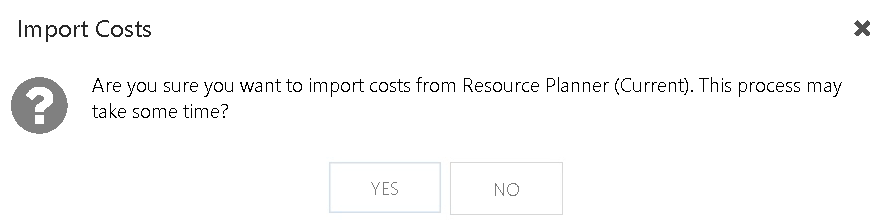 Import Costs
Are you sure you want to import costs from Resource Planner (Current). This process may
take some time?
YES
NO